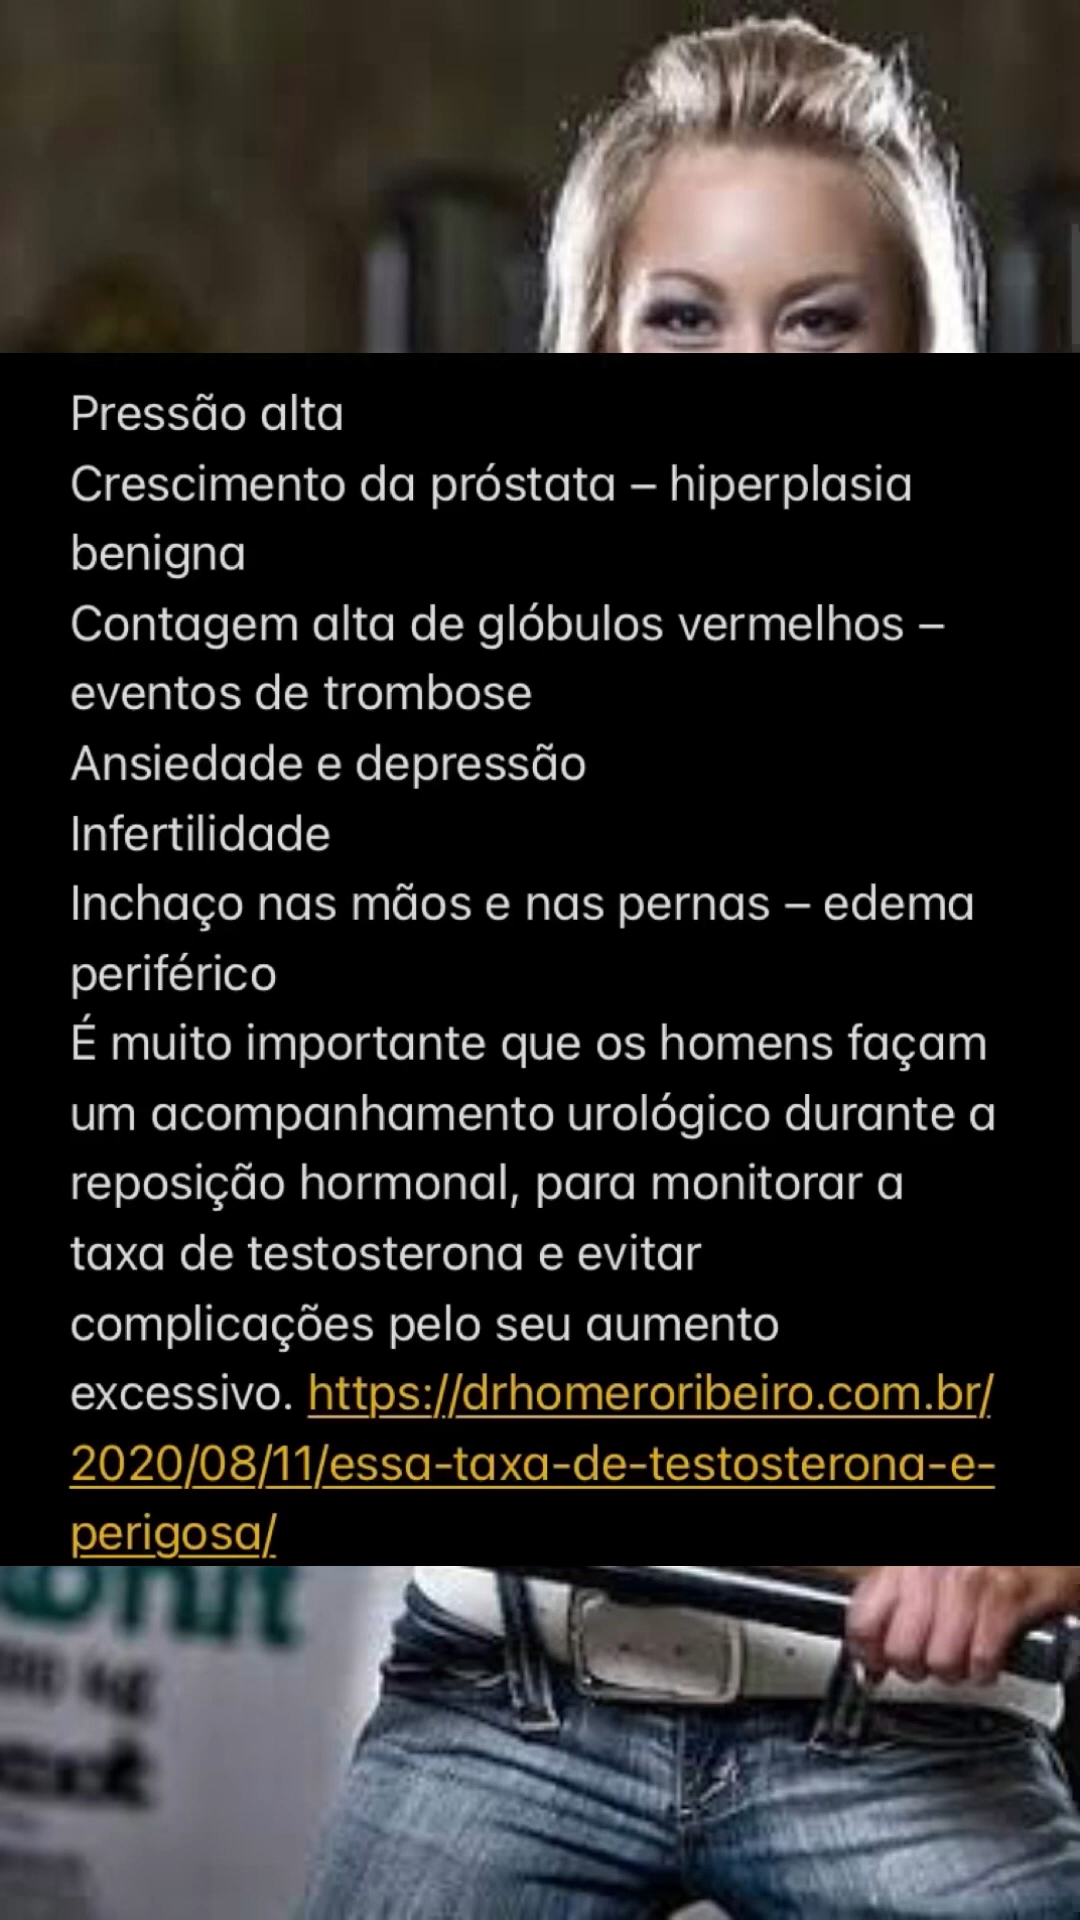 Pressão alta
Crescimento da próstata – hiperplasia
benigna
Contagem alta de glóbulos vermelhos –
eventos de trombose
Ansiedade e depressão
Infertilidade
Inchaço nas mãos e nas pernas – edema
periférico
É muito importante que os homens façam
um acompanhamento urológico durante a
reposição hormonal, para monitorar a
taxa de testosterona e evitar
complicações pelo seu aumento
excessivo. https://drhomeroribeiro.com.br/
2020/08/11/essa-taxa-de-testosterona-e-
perigosa/